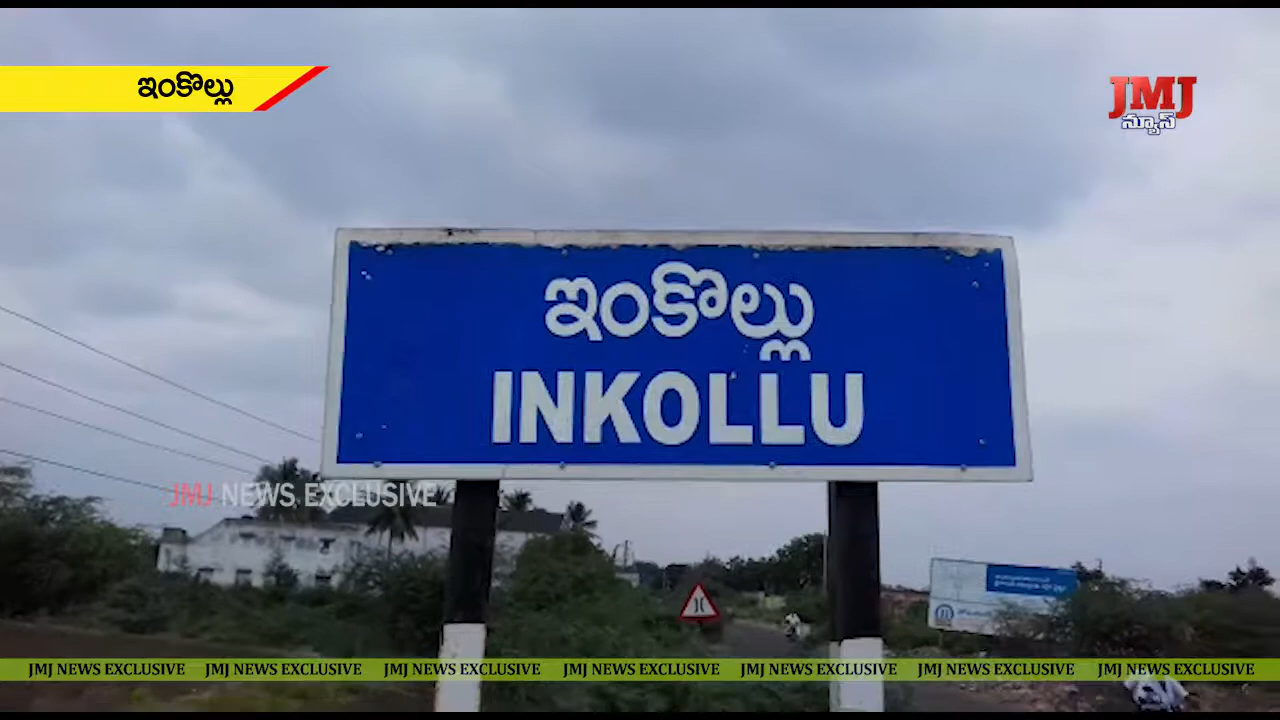 ఇంకొల్లు
JMJ
న్యూస్
ఇంకొల్లు
INKOLLU
JMJ NEWS EXCLUSIVE
JMJ NEWS EXCLUSIVE JMJ NEWS EXCLUSIVE JMJ NEWS EXCLUSIVE JMJ NEWS EXCLUSIVE JMJ NEWS EXCLUSIVE JMJ NEWS EXCLUSIVE JMJ NEWS EXCLUSIVE